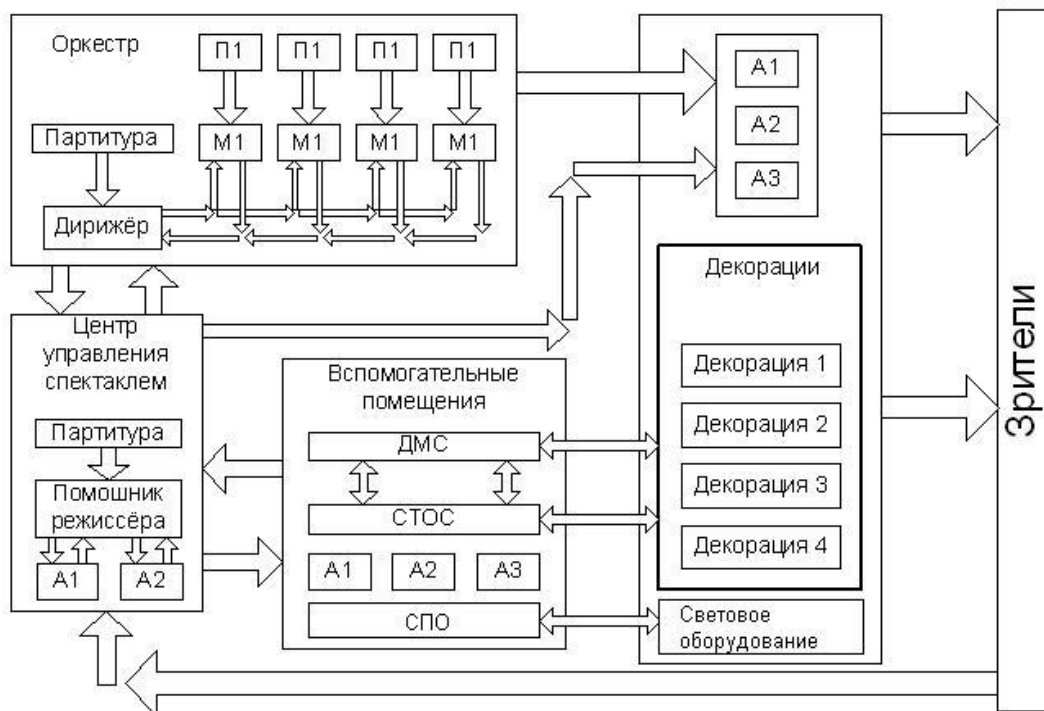 Оркестр
П1 П1 П1 П1
Партитура
М1 М1 М1 М1
Дирижёр
Центр
управления
спектаклем
Партитура
Помошник
режиссёра
А1 А2
Вспомогательные
помещения
ДМС
СТОС
А1 А2 А3
СПО
А1
А2
А3
Декорации
Декорация 1
Декорация 2
Декорация 3
Декорация 4
Световое
оборудование
Зрители